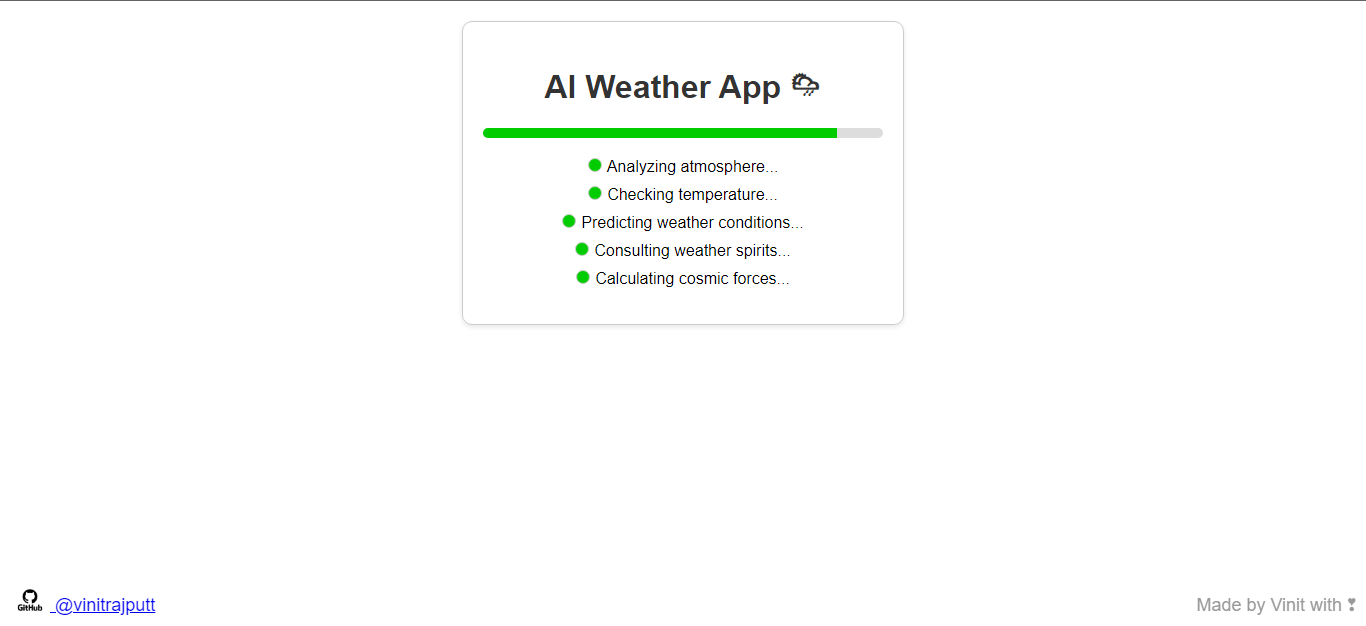 AI Weather App 🌦
Analyzing atmosphere...
Checking temperature...
Predicting weather conditions...
Consulting weather spirits...
Calculating cosmic forces...
GitHub @vinitrajputt
Made by Vinit with ❣